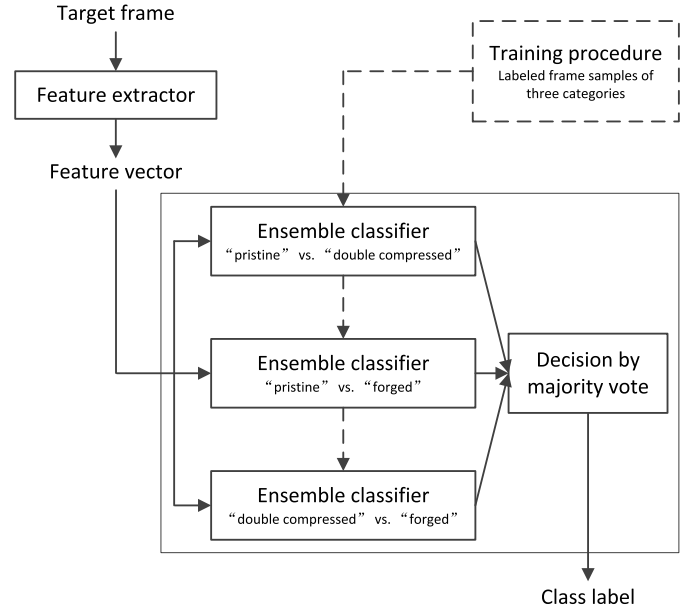 Target frame
Feature extractor
Feature vector
Training procedure
Labeled frame samples of
three categories
Ensemble classifier
“pristine” vs. “double compressed”
Ensemble classifier
“pristine” vs. “forged”
Ensemble classifier
“double compressed” vs. “forged”
Decision by
majority vote
Class label